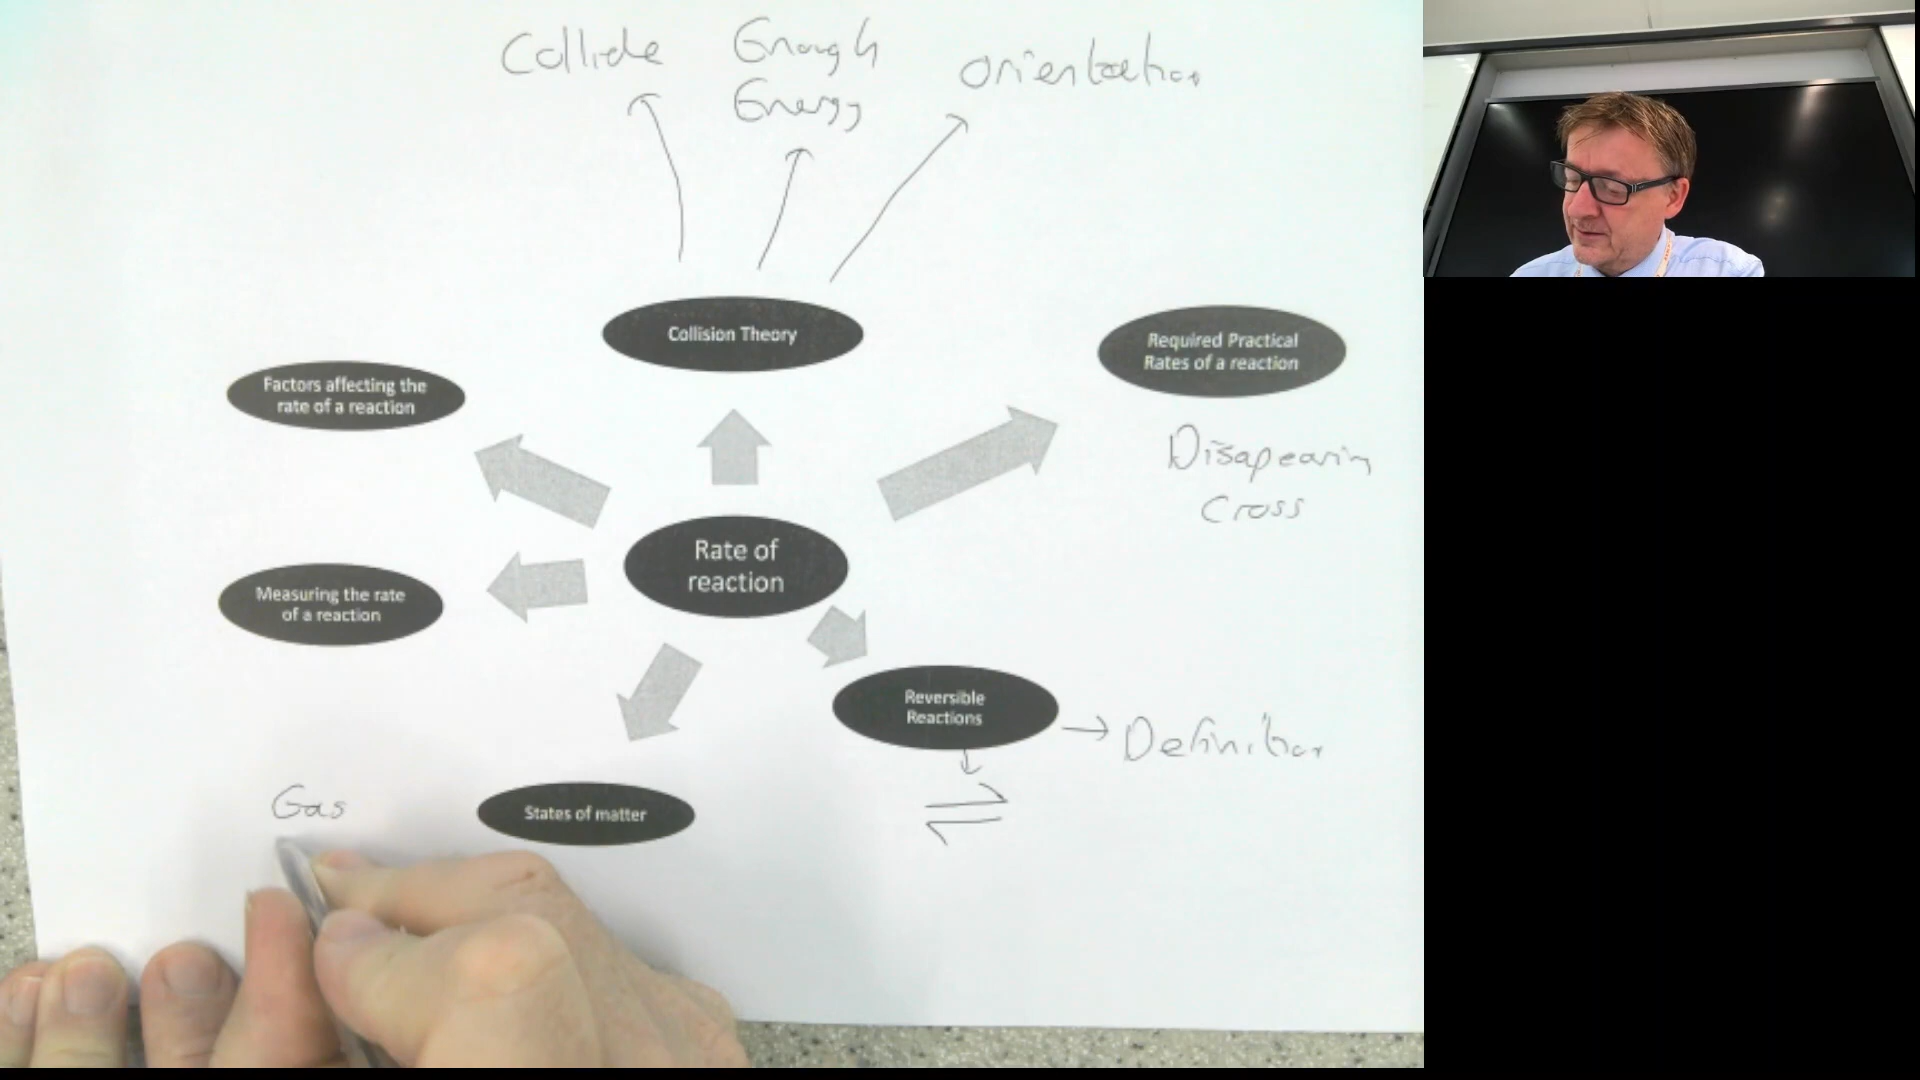 Collide
Enough
Energy
orientation
Collision Theory
Required Practical
Rates of a reaction
Disapearing
Cross
Factors affecting the
rate of a reaction
Rate of
reaction
Measuring the rate
of a reaction
Reversible
Reactions
Definition
Gas
States of matter